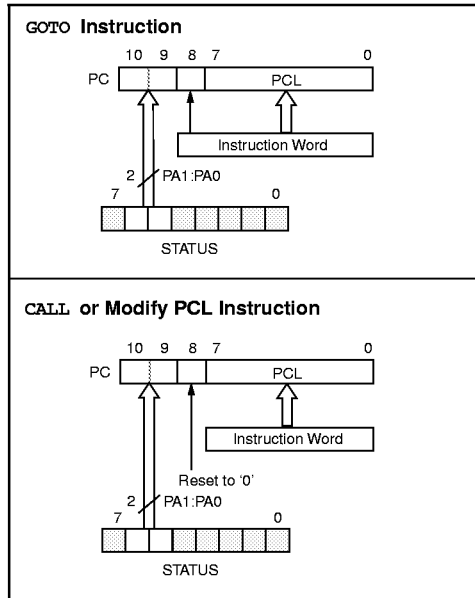 GOTO Instruction
10 9 8 7 0
PC PCL
Instruction Word
2 PA1:PA0
7 0
STATUS
CALL or Modify PCL Instruction
10 9 8 7 0
PC PCL
Instruction Word
Reset to '0'
2 PA1:PA0
7 0
STATUS